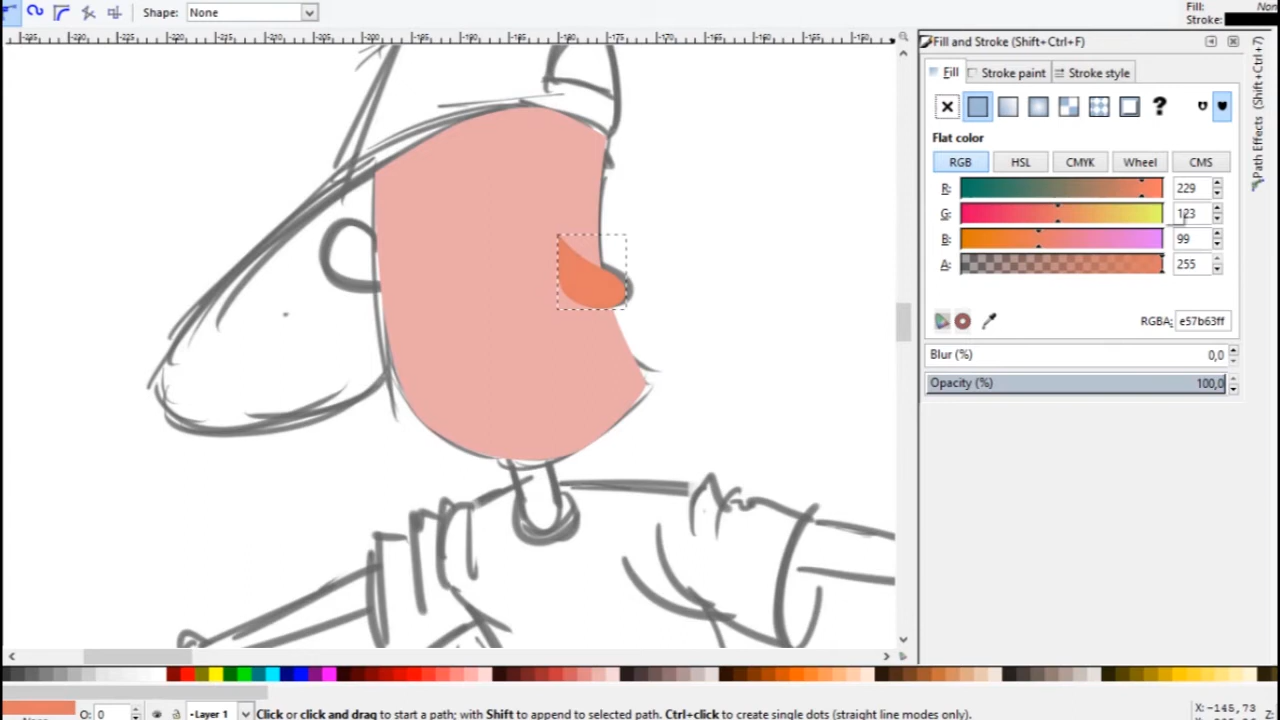 Shape: None
Fill:
Stroke:
Fill and Stroke (Shift+Ctrl+F)
Fill
Stroke paint
Stroke style
Flat color
RGB HSL CMYK Wheel CMS
R: 229
G: 123
B: 99
A: 255
RGBA: e57b63ff
Blur (%) 0,0
Opacity (%) 100,0
Path Effects (Shift+Ctrl+7)
O: 0
Layer 1
Click or click and drag to start a path; with Shift to append to selected path. Ctrl+click to create single dots (straight line modes only).
X: -145,73